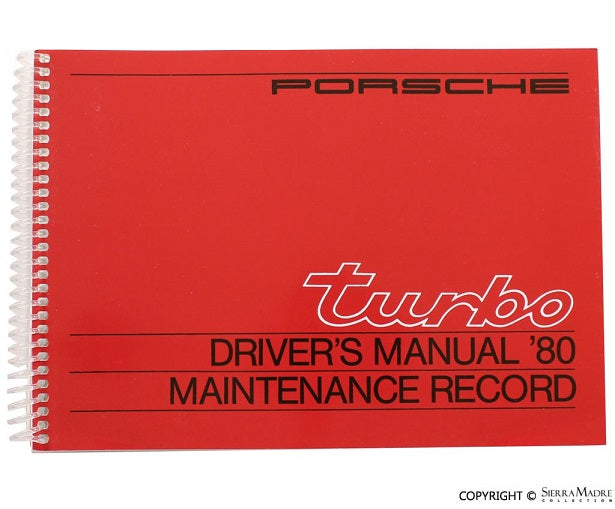 PORSCHE
turbo
DRIVER'S MANUAL '80
MAINTENANCE RECORD
COPYRIGHT © SIERRA MADRE
COLLECTION